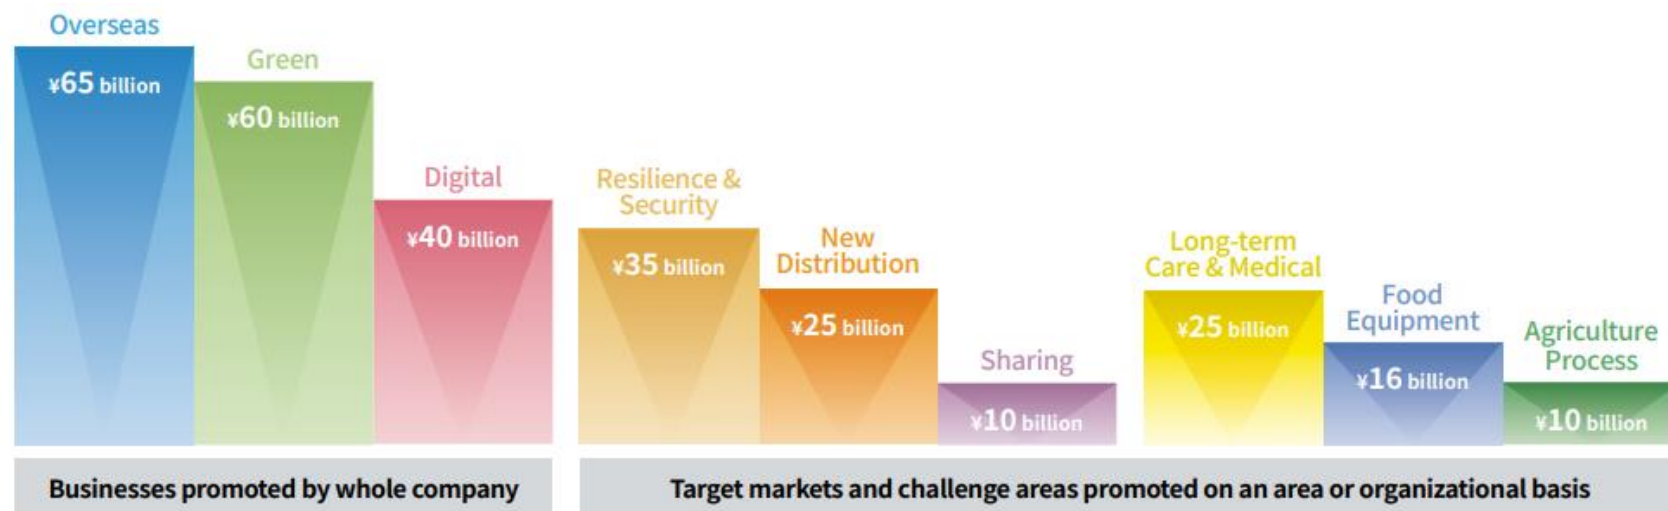 Overseas
¥65 billion
Green
¥60 billion
Digital
¥40 billion
Resilience &
Security
¥35 billion
New
Distribution
¥25 billion
Sharing
¥10 billion
Long-term
Care & Medical
¥25 billion
Food
Equipment
¥16 billion
Agriculture
Process
¥10 billion
Businesses promoted by whole company
Target markets and challenge areas promoted on an area or organizational basis